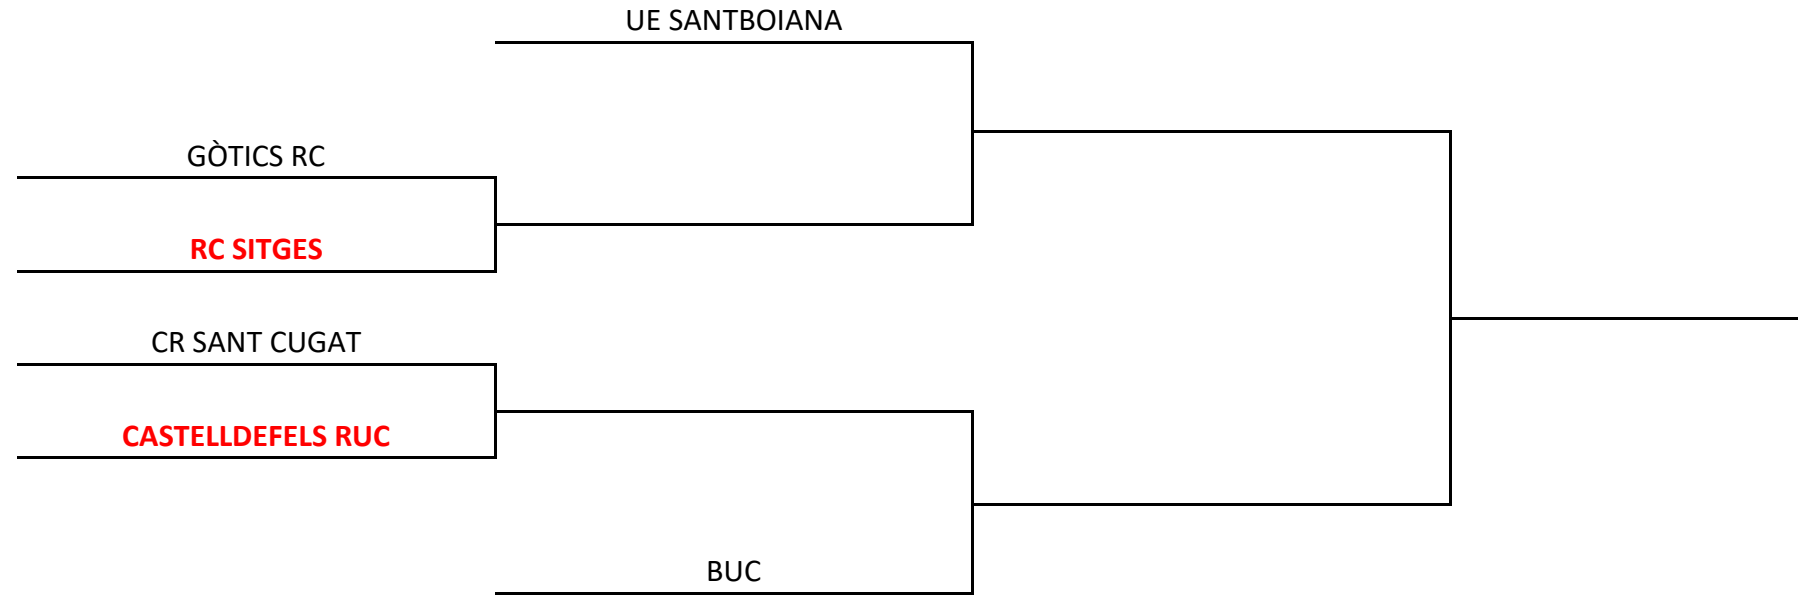 UE SANTBOIANA
GÒTICS RC
RC SITGES
CR SANT CUGAT
CASTELLDEFELS RUC
BUC